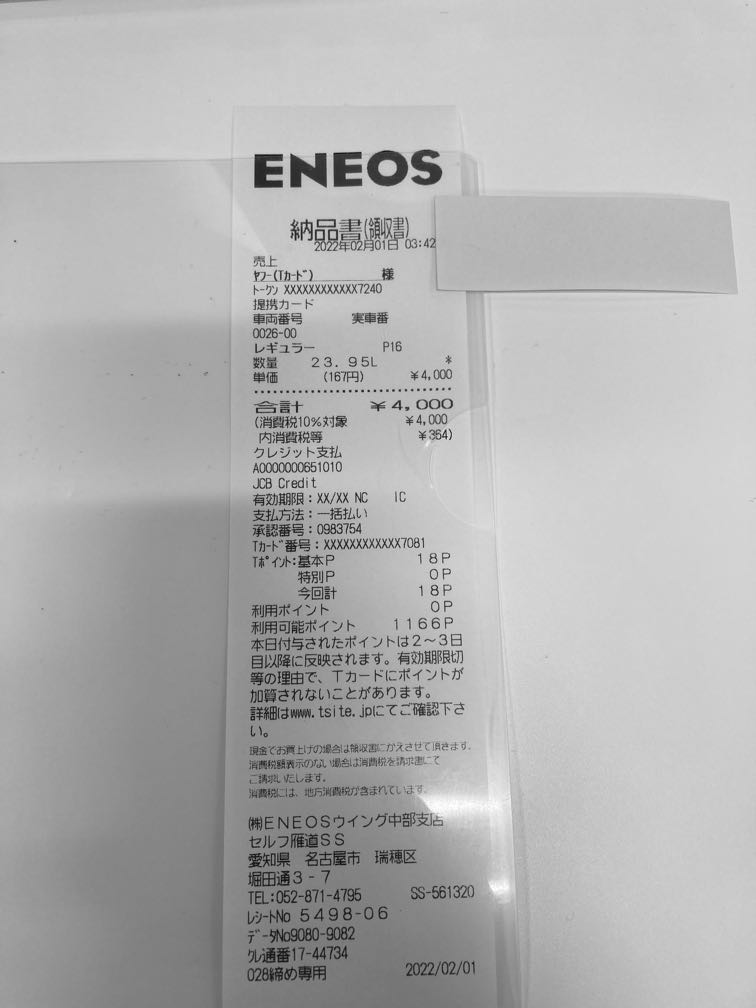 ENEOS
納品書(領収書)
2022年02月01日 03:42
売上
ﾔﾌｰ(Tｶｰﾄﾞ) 様
ﾄｰｸﾝ XXXXXXXXXXXX7240
提携カード
車両番号 実車番
0026-00
レギュラー P16
数量 23.95L *
単価 (167円) ¥4,000
合計 ¥4,000
(消費税10%対象 ¥4,000
内消費税等 ¥364)
クレジット支払
A0000000651010
JCB Credit
有効期限:XX/XX NC IC
支払方法:一括払い
承認番号:0983754
Tｶｰﾄﾞ番号:XXXXXXXXXXXX7081
Tﾎﾟｲﾝﾄ:基本P 18P
特別P 0P
今回計 18P
利用ポイント 0P
利用可能ポイント 1166P
本日付与されたポイントは2〜3日
目以降に反映されます。有効期限切
等の理由で、Tカードにポイントが
加算されないことがあります。
詳細はwww.tsite.jpにてご確認下さ
い。
現金でお買上げの場合は領収書にかえさせて頂きます。
消費税額表示のない場合は消費税を請求書にて
ご請求いたします。
消費税には、地方消費税が含まれています。
㈱ENEOSウイング中部支店
セルフ雁道SS
愛知県 名古屋市 瑞穂区
堀田通3-7
TEL:052-871-4795 SS-561320
ﾚｼｰﾄNo 5498-06
ﾃﾞｰﾀNo9080-9082
ｸﾚ通番17-44734
028締め専用 2022/02/01